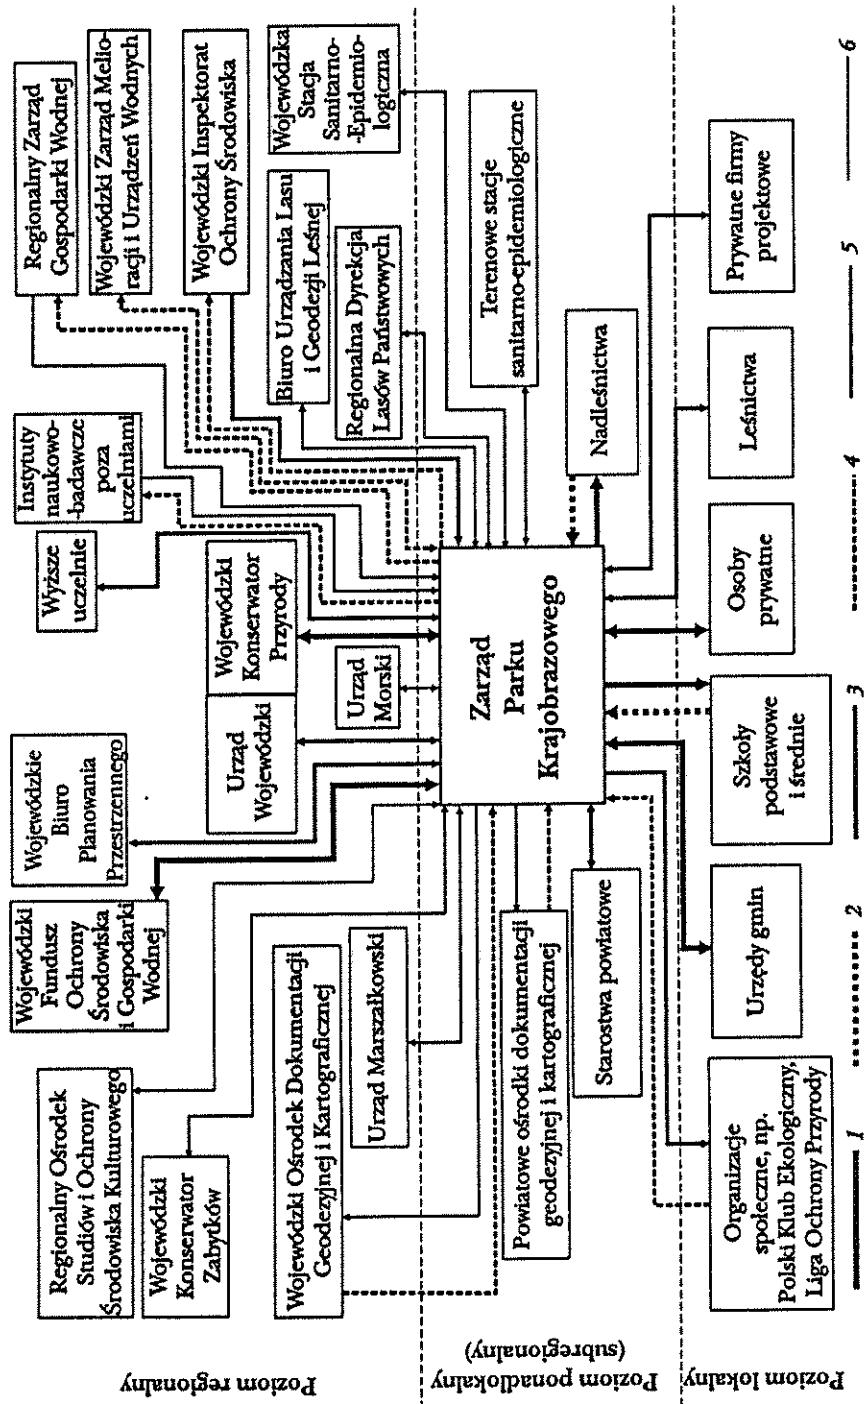 Poziom regionalny
Regionalny Ośrodek
Studiów i Ochrony
Środowiska Kulturowego
Wojewódzki
Konserwator
Zabytków
Wojewódzki
Fundusz
Ochrony
Środowiska
i Gospodarki
Wodnej
Wojewódzkie
Biuro
Planowania
Przestrzennego
Wyższe
uczelnie
Instytuty
naukowo-
-badawcze
poza
uczelniami
Regionalny Zarząd
Gospodarki Wodnej
Wojewódzki Zarząd Melio-
racji i Urządzeń Wodnych
Wojewódzki Inspektorat
Ochrony Środowiska
Wojewódzka
Stacja
Sanitarno-
-Epidemio-
logiczna
Wojewódzki Ośrodek Dokumentacji
Geodezyjnej i Kartograficznej
Urząd Marszałkowski
Urząd
Wojewódzki
Wojewódzki
Konserwator
Przyrody
Urząd
Morski
Biuro Urządzania Lasu
i Geodezji Leśnej
Regionalna Dyrekcja
Lasów Państwowych
Poziom ponadlokalny
(subregionalny)
Powiatowe ośrodki dokumentacji
geodezyjnej i kartograficznej
Starostwa powiatowe
Zarząd
Parku
Krajobrazowego
Terenowe stacje
sanitarno-epidemiologiczne
Nadleśnictwa
Poziom lokalny
Organizacje
społeczne, np.
Polski Klub Ekologiczny,
Liga Ochrony Przyrody
Urzędy gmin
Szkoły
podstawowe
i średnie
Osoby
prywatne
Leśnictwa
Prywatne firmy
projektowe
1
2
3
4
5
6